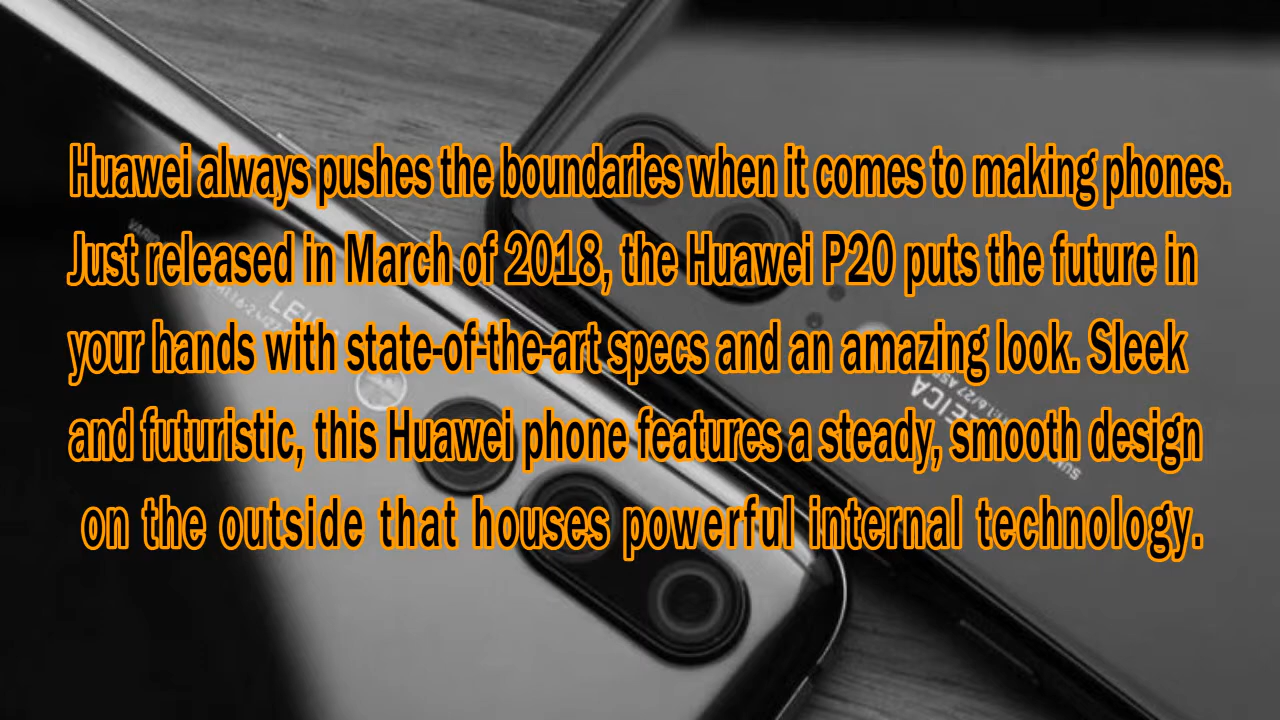 Huawei always pushes the boundaries when it comes to making phones.
Just released in March of 2018, the Huawei P20 puts the future in
your hands with state-of-the-art specs and an amazing look. Sleek
and futuristic, this Huawei phone features a steady, smooth design
on the outside that houses powerful internal technology.
LEICA